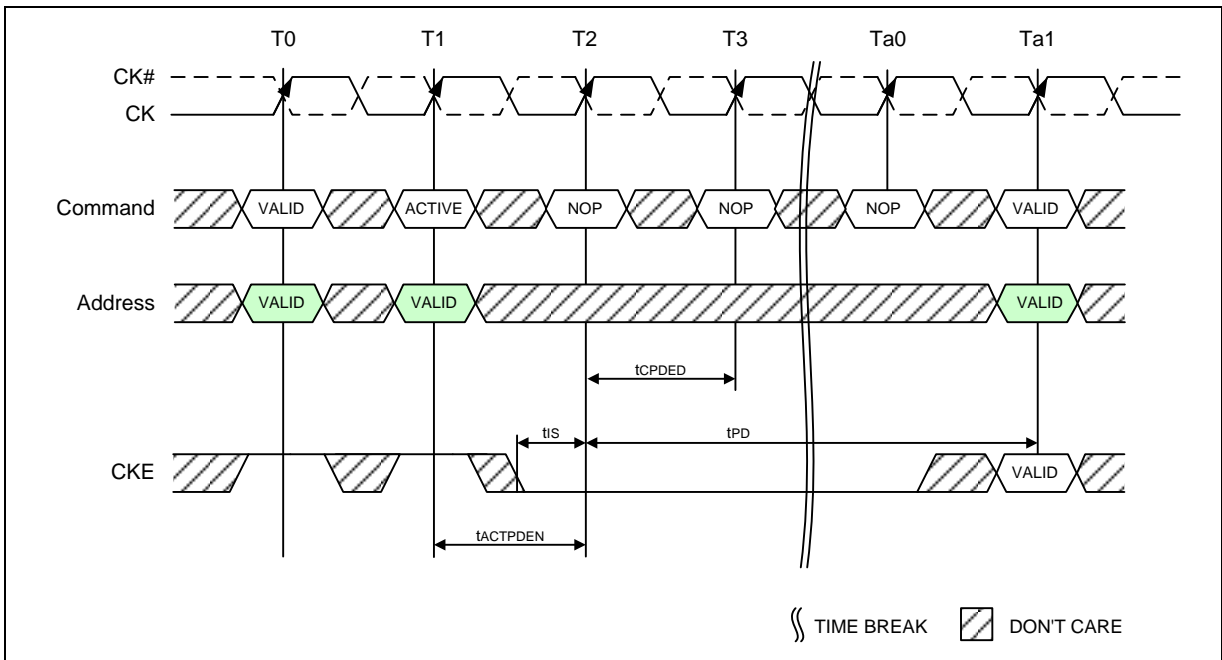 T0 T1 T2 T3 Ta0 Ta1
CK#
CK
Command VALID ACTIVE NOP NOP NOP VALID
Address VALID VALID VALID
tCPDED
tIS tPD
CKE VALID
tACTPDEN
TIME BREAK DON'T CARE